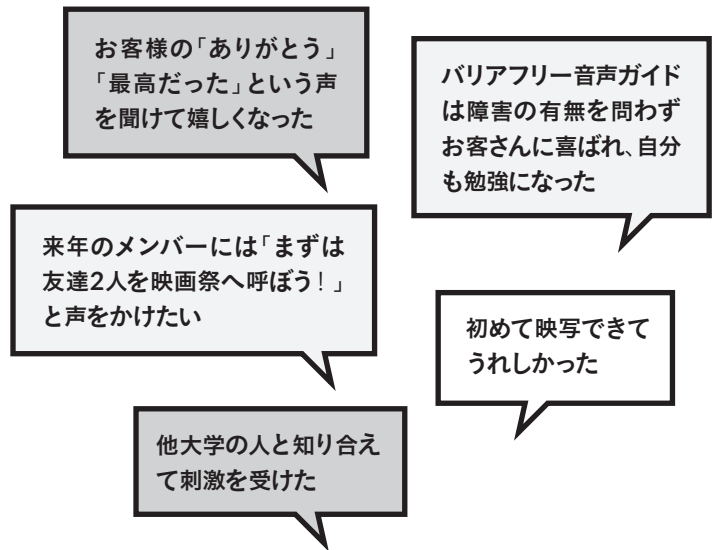 お客様の「ありがとう」
「最高だった」という声
を聞けて嬉しくなった
バリアフリー音声ガイド
は障害の有無を問わず
お客さんに喜ばれ、自分
も勉強になった
来年のメンバーには「まずは
友達2人を映画祭へ呼ぼう！」
と声をかけたい
初めて映写できて
うれしかった
他大学の人と知り合え
て刺激を受けた